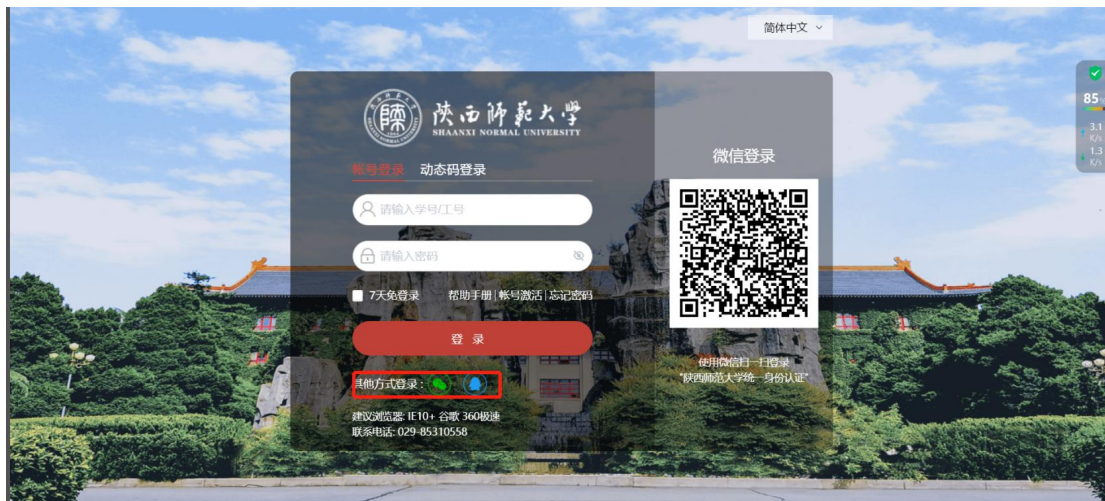 简体中文
陕西师范大学
SHAANXI NORMAL UNIVERSITY
帐号登录 动态码登录
请输入学号/工号
请输入密码
7天免登录 帮助手册|帐号激活|忘记密码
登 录
其他方式登录：
建议浏览器: IE10+ 谷歌 360极速
联系电话: 029-85310558
微信登录
使用微信扫一扫登录
“陕西师范大学统一身份认证”
85
3.1
K/s
1.3
K/s